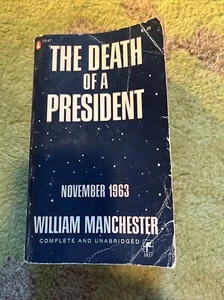 THE DEATH
OF A
PRESIDENT
NOVEMBER 1963
WILLIAM MANCHESTER
COMPLETE AND UNABRIDGED